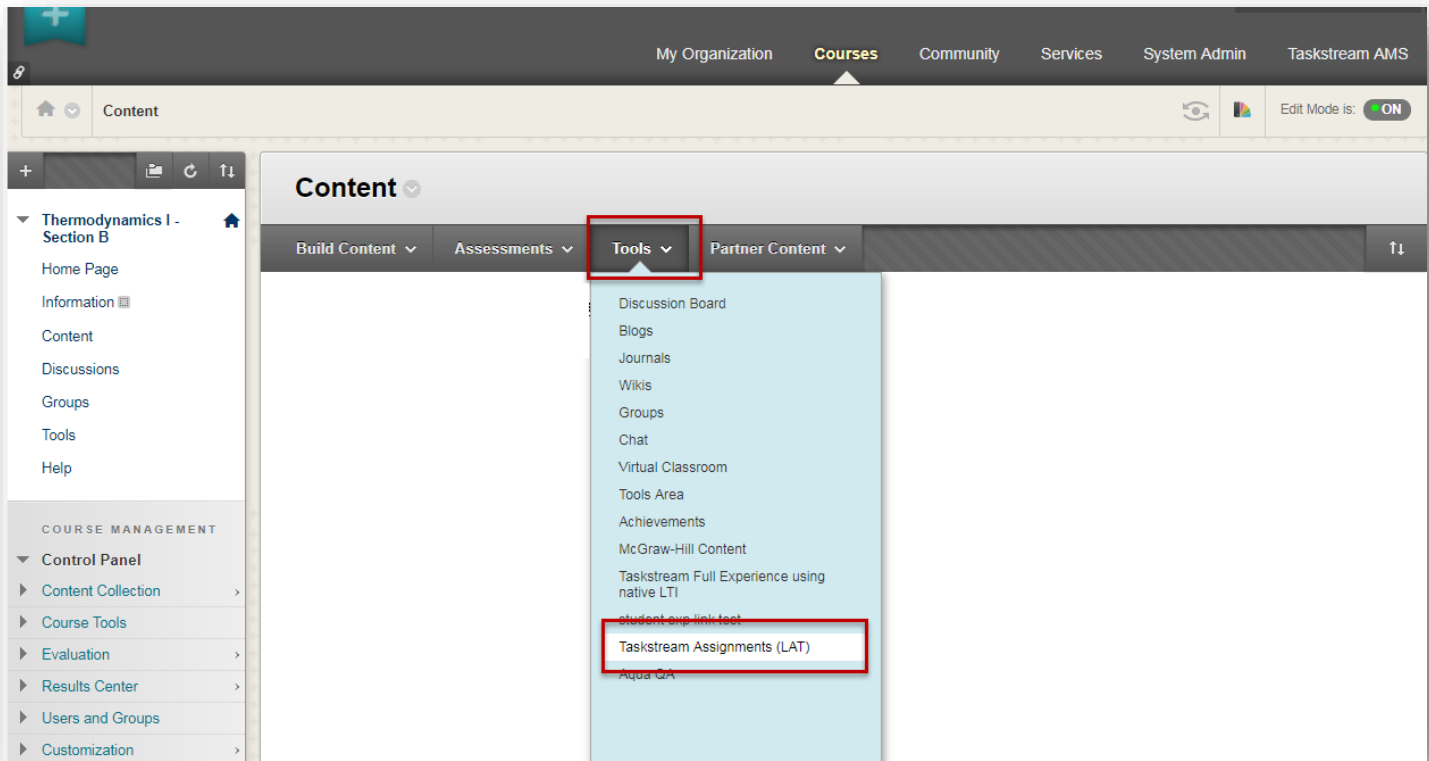 My Organization Courses Community Services System Admin Taskstream AMS
Content
Edit Mode is: ON
Thermodynamics I -
Section B
Home Page
Information
Content
Discussions
Groups
Tools
Help
COURSE MANAGEMENT
Control Panel
Content Collection
Course Tools
Evaluation
Results Center
Users and Groups
Customization
Content
Build Content Assessments Tools Partner Content
Discussion Board
Blogs
Journals
Wikis
Groups
Chat
Virtual Classroom
Tools Area
Achievements
McGraw-Hill Content
Taskstream Full Experience using
native LTI
student exp link test
Taskstream Assignments (LAT)
Aqua QA